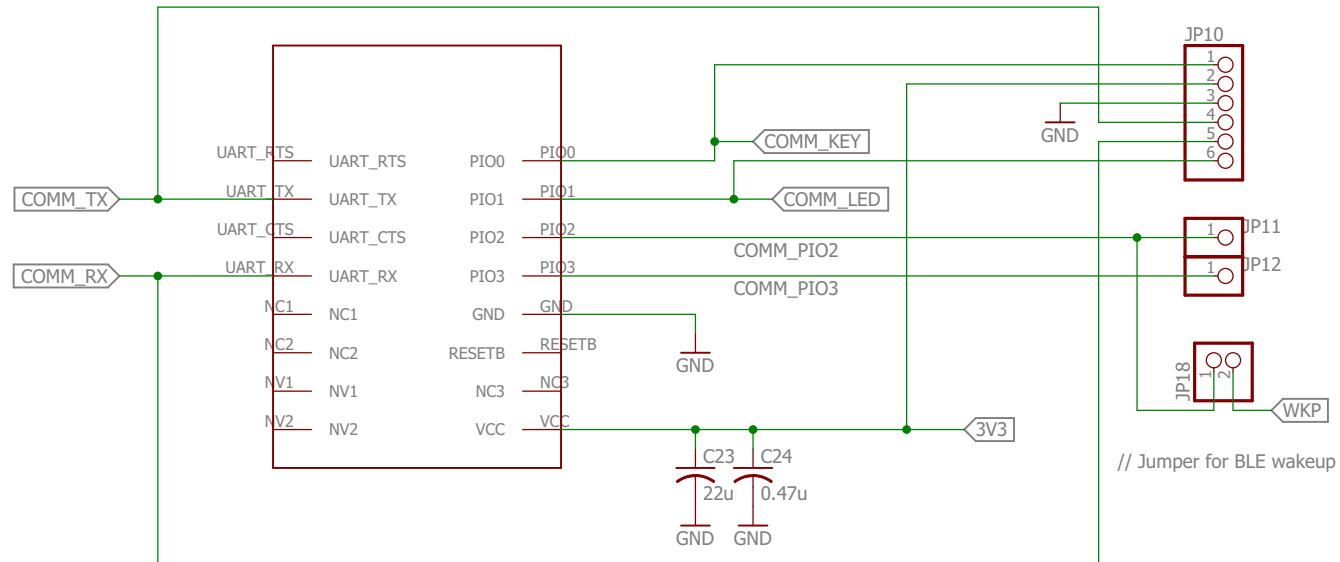 JP10
1
2
3
4
5
6
GND
COMM_KEY
UART_RTS UART_RTS PIO0 PIO0
COMM_TX UART_TX UART_TX PIO1 PIO1 COMM_LED
UART_CTS UART_CTS PIO2 PIO2 COMM_PIO2 1 JP11
COMM_RX UART_RX UART_RX PIO3 PIO3 COMM_PIO3 1 JP12
NC1 NC1 GND GND
GND
NC2 NC2 RESETB RESETB
NV1 NV1 NC3 NC3
NV2 NV2 VCC VCC 3V3
JP18 1 2 WKP
// Jumper for BLE wakeup
C23 C24
22u 0.47u
GND GND